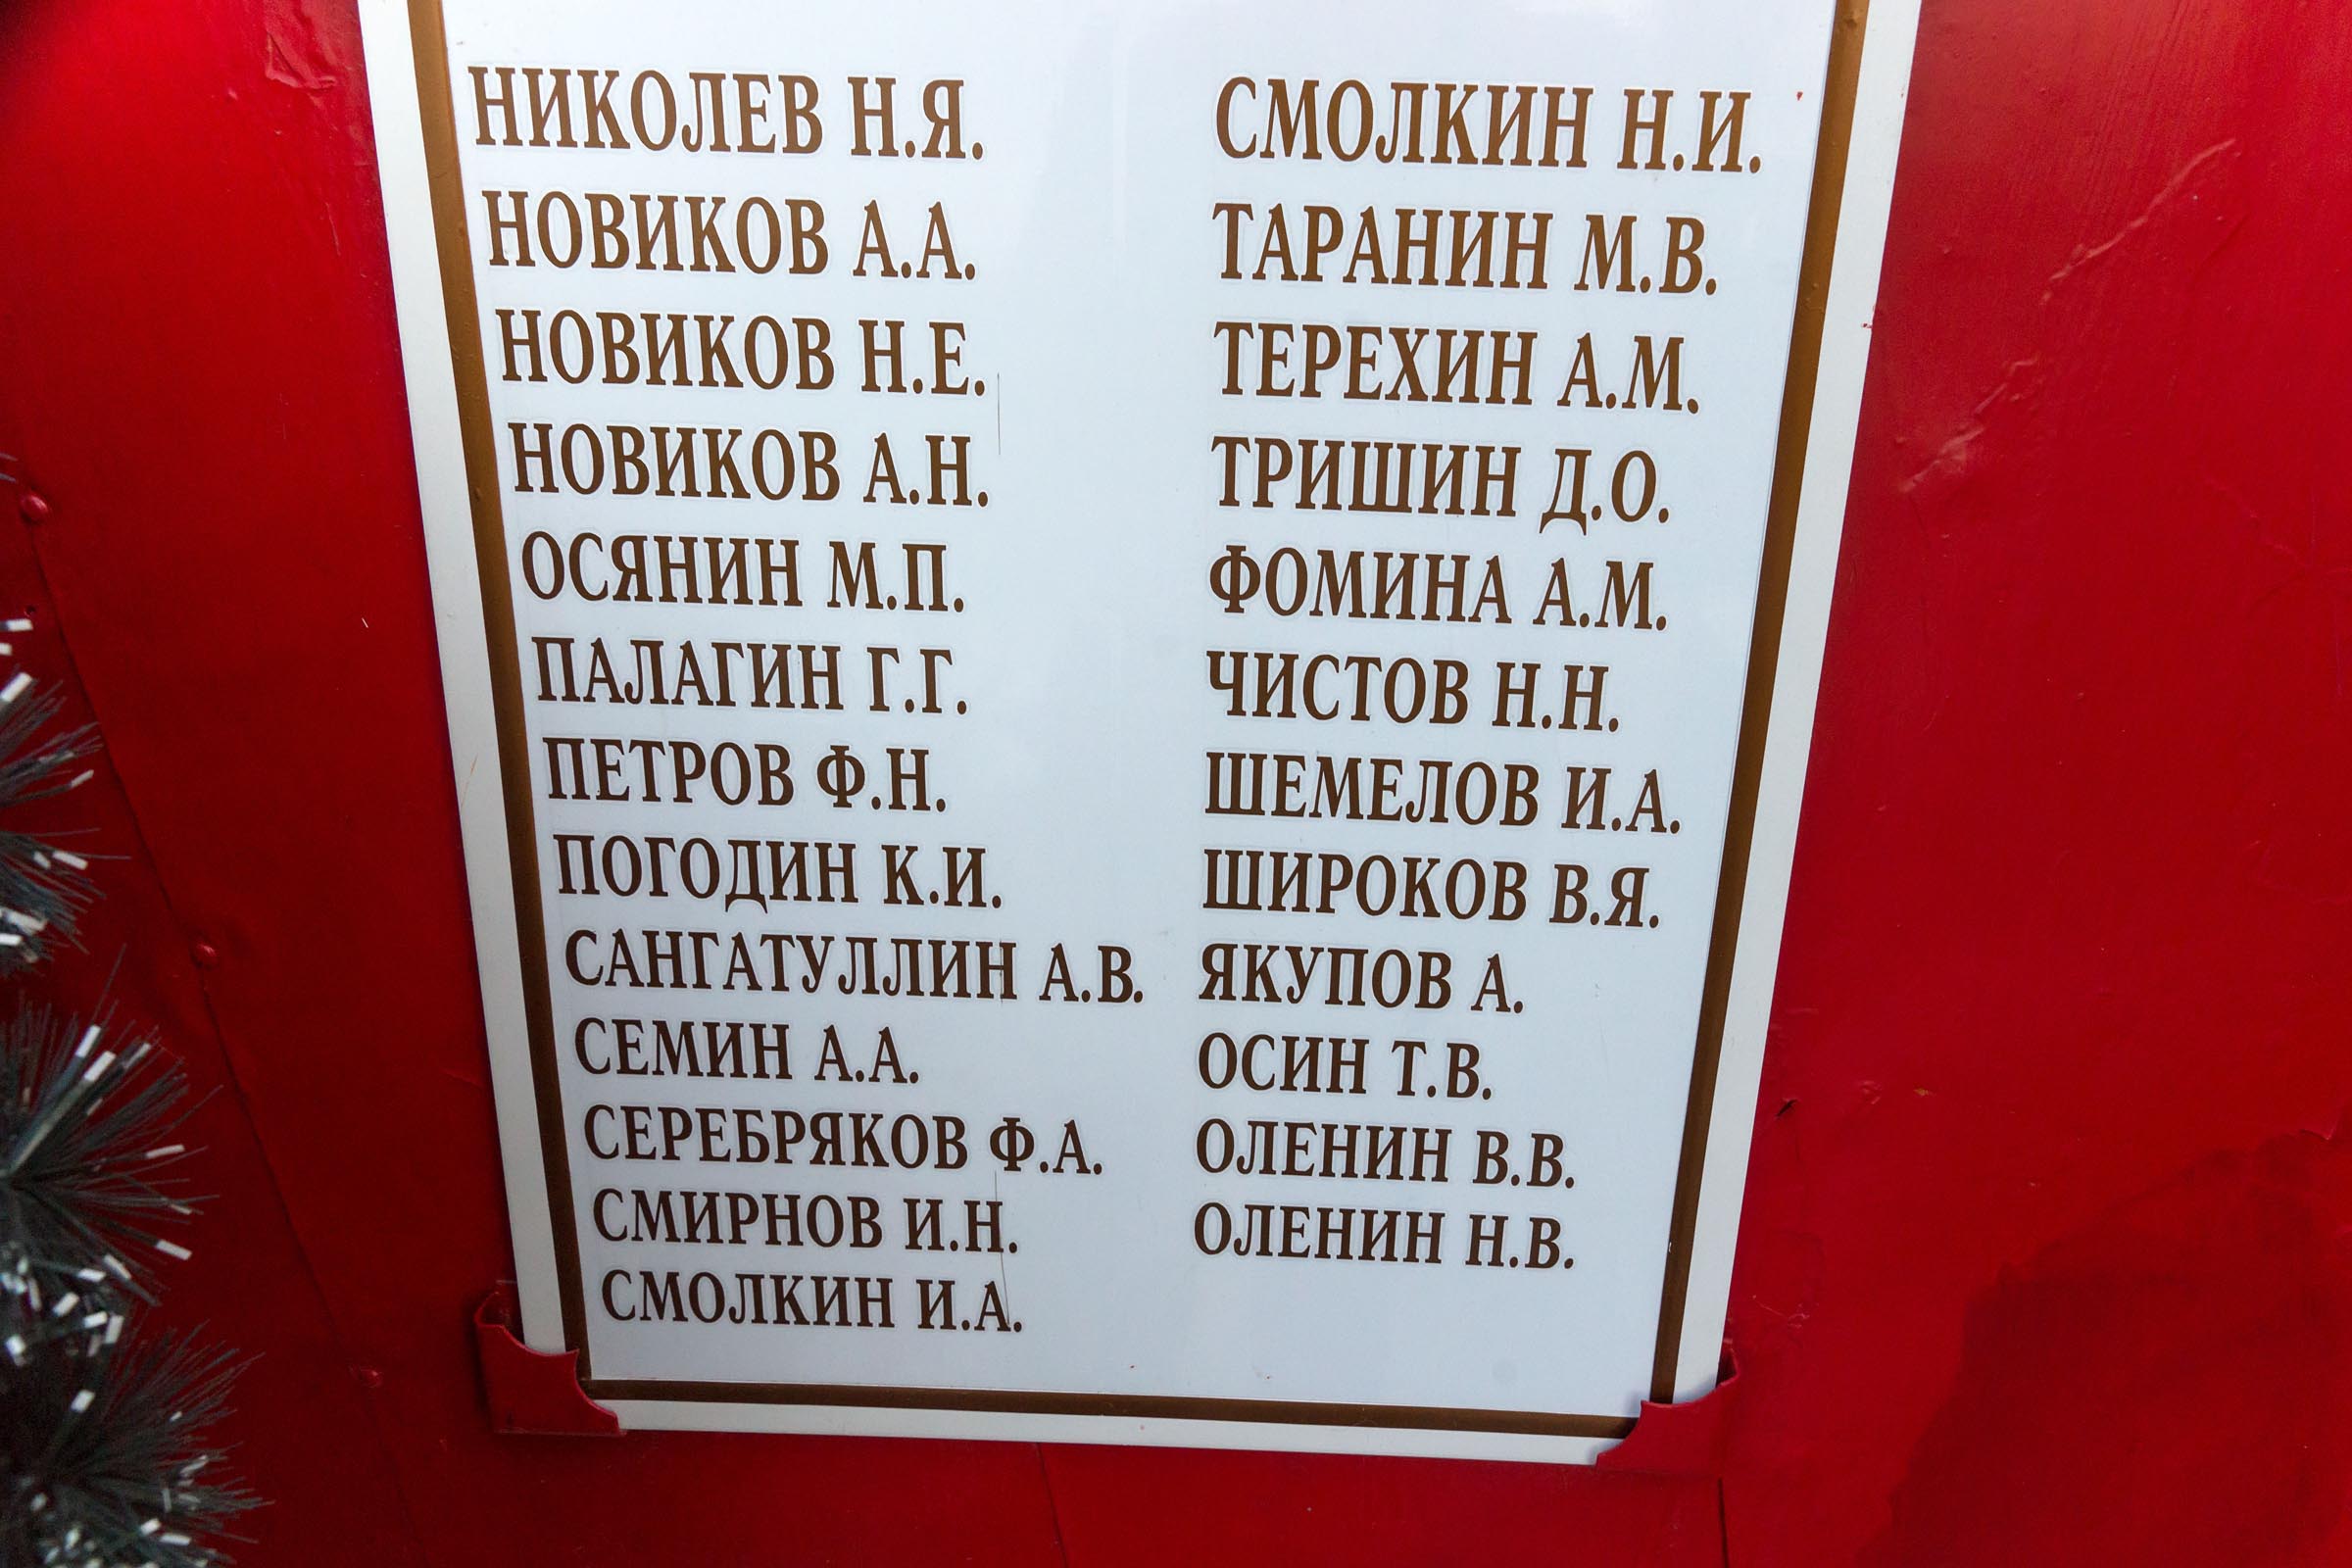 НИКОЛЕВ Н.Я.
НОВИКОВ А.А.
НОВИКОВ Н.Е.
НОВИКОВ А.Н.
ОСЯНИН М.П.
ПАЛАГИН Г.Г.
ПЕТРОВ Ф.Н.
ПОГОДИН К.И.
САНГАТУЛЛИН А.В.
СЕМИН А.А.
СЕРЕБРЯКОВ Ф.А.
СМИРНОВ И.Н.
СМОЛКИН И.А.
СМОЛКИН Н.И.
ТАРАНИН М.В.
ТЕРЕХИН А.М.
ТРИШИН Д.О.
ФОМИНА А.М.
ЧИСТОВ Н.Н.
ШЕМЕЛОВ И.А.
ШИРОКОВ В.Я.
ЯКУПОВ А.
ОСИН Т.В.
ОЛЕНИН В.В.
ОЛЕНИН Н.В.